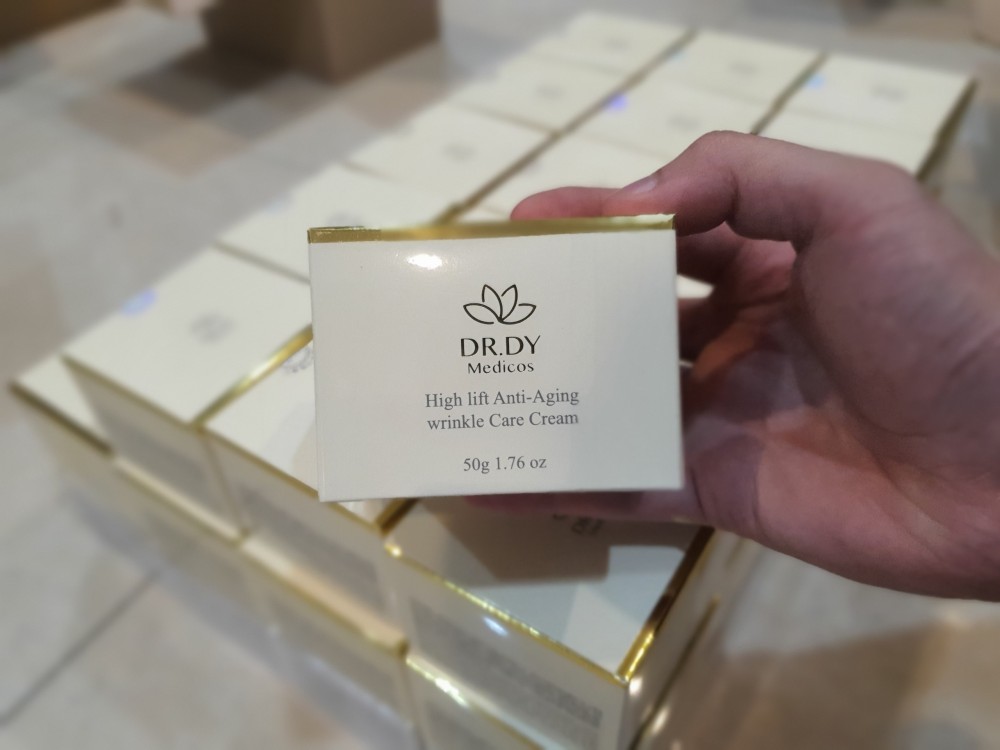 DR.DY
Medicos
High lift Anti-Aging
wrinkle Care Cream
50g 1.76 oz